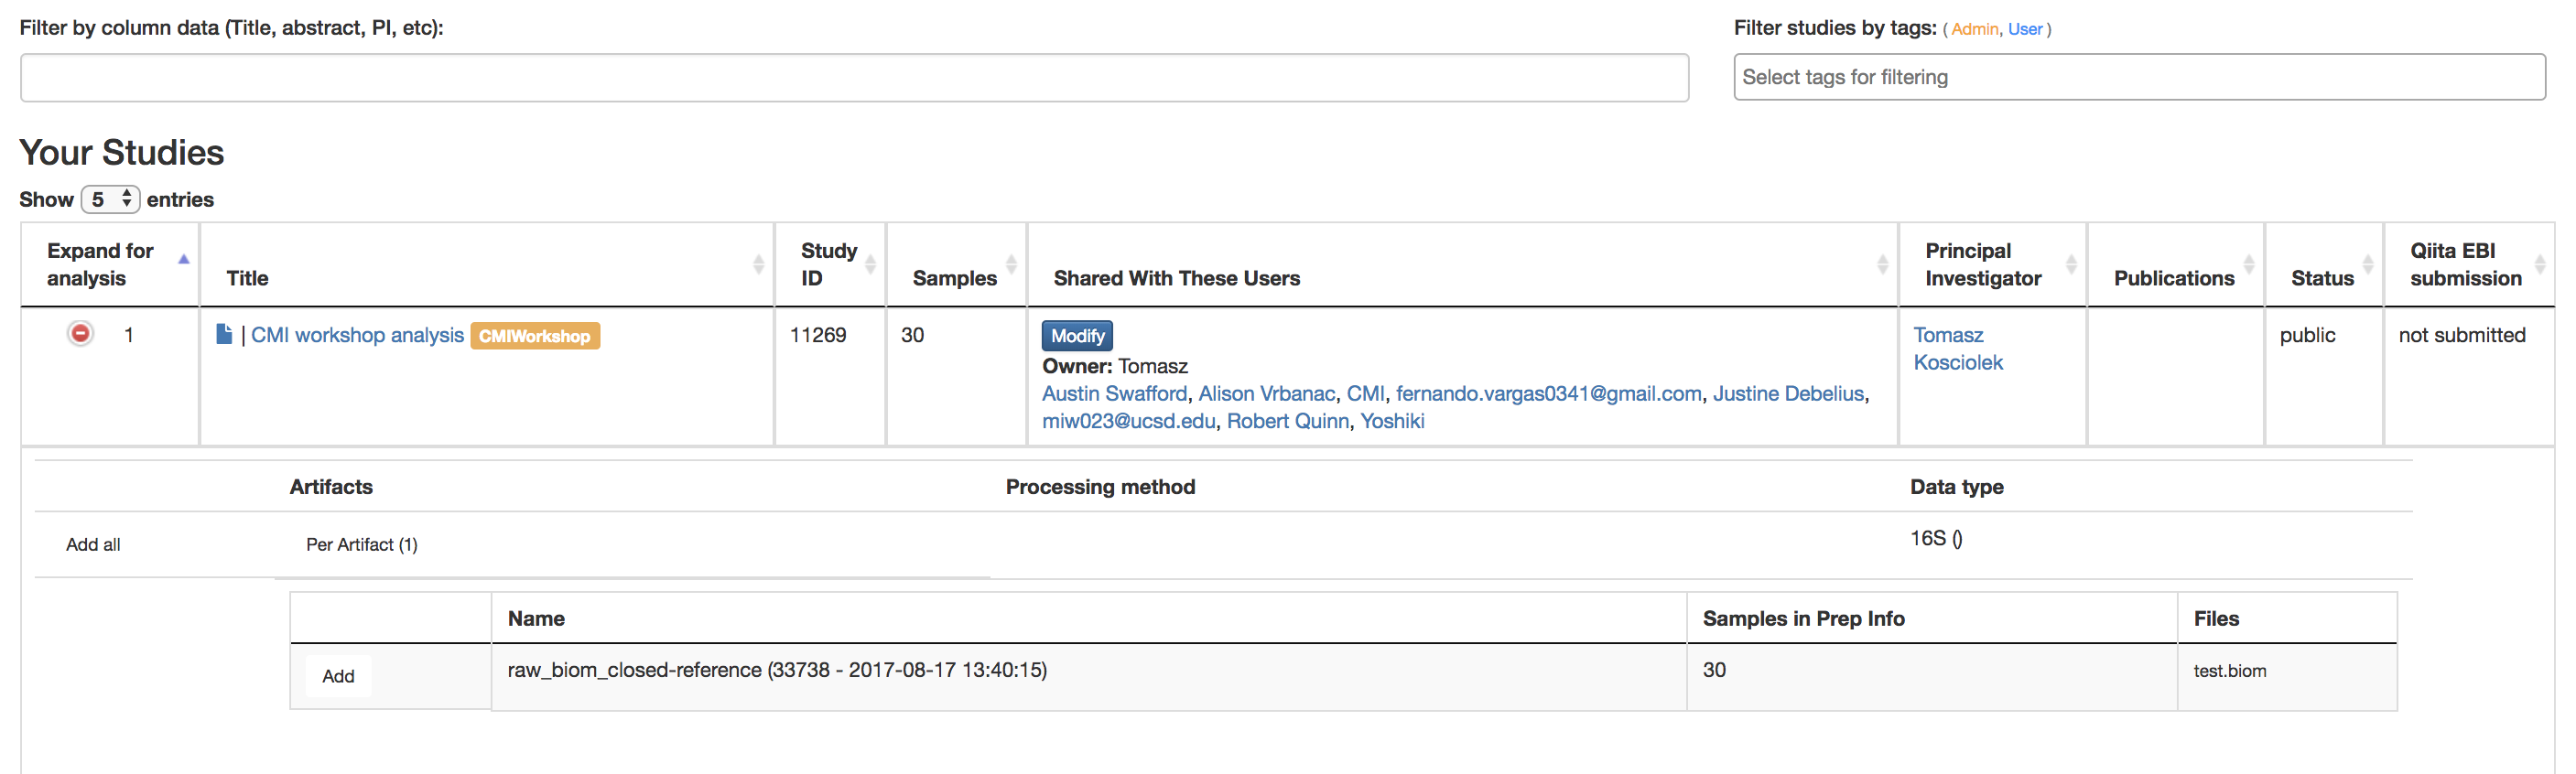 Filter by column data (Title, abstract, PI, etc):
Filter studies by tags: ( Admin, User )
Select tags for filtering
Your Studies
Show 5 entries
Expand for analysis
Title
Study ID
Samples
Shared With These Users
Principal Investigator
Publications
Status
Qiita EBI submission
1
| CMI workshop analysis CMIWorkshop
11269
30
Modify
Owner: Tomasz
Austin Swafford, Alison Vrbanac, CMI, fernando.vargas0341@gmail.com, Justine Debelius,
miw023@ucsd.edu, Robert Quinn, Yoshiki
Tomasz
Kosciolek
public
not submitted
Artifacts
Processing method
Data type
Add all
Per Artifact (1)
16S ()
Name
Samples in Prep Info
Files
Add
raw_biom_closed-reference (33738 - 2017-08-17 13:40:15)
30
test.biom